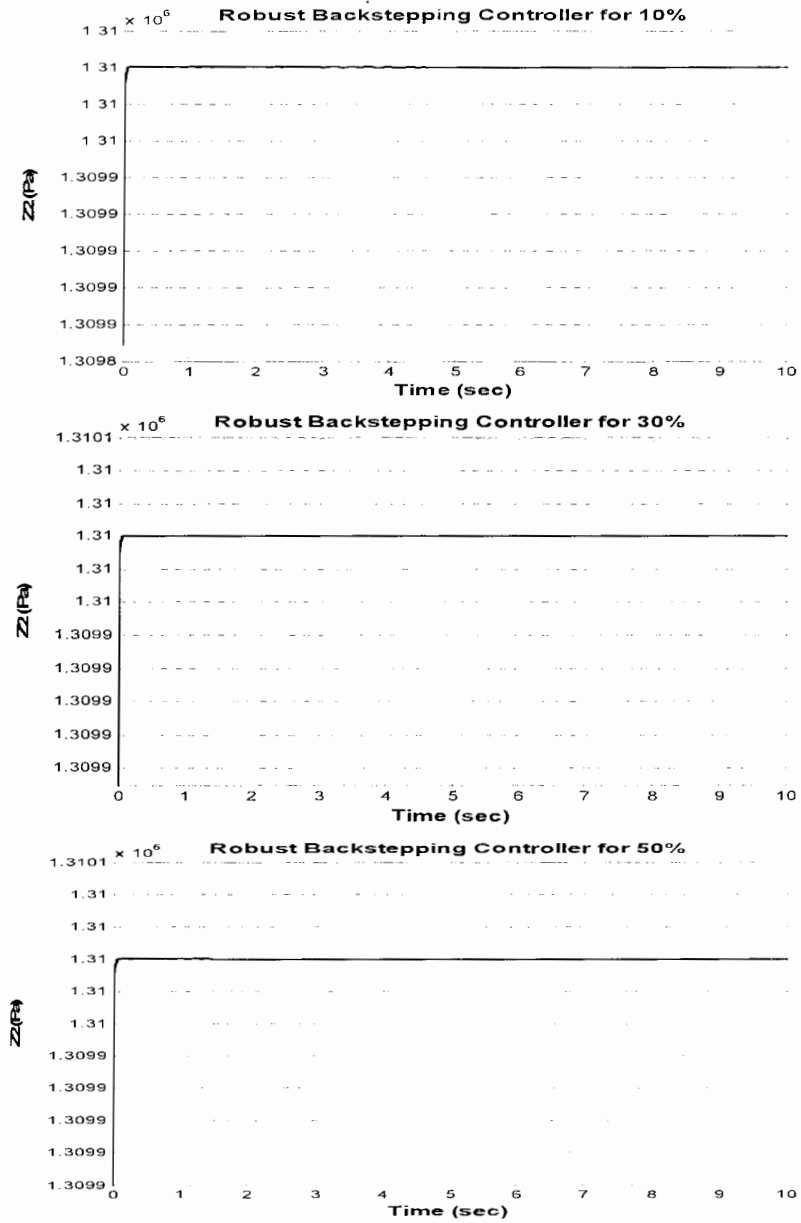 Robust Backstepping Controller for 10%
× 10⁶
1 31
1.31
1.31
1 31
1.3099
1.3099
1.3099
1.3099
1.3099
1.3098
Z2 (Pa)
0 1 2 3 4 5 6 7 8 9 10
Time (sec)
Robust Backstepping Controller for 30%
× 10⁶
1.3101
1.31
1.31
1.31
1.31
1.31
1.3099
1.3099
1.3099
1.3099
1.3099
Z2 (Pa)
0 1 2 3 4 5 6 7 8 9 10
Time (sec)
Robust Backstepping Controller for 50%
× 10⁶
1.3101
1.31
1.31
1.31
1.31
1.31
1.3099
1.3099
1.3099
1.3099
1.3099
Z2(Pa)
0 1 2 3 4 5 6 7 8 9 10
Time (sec)